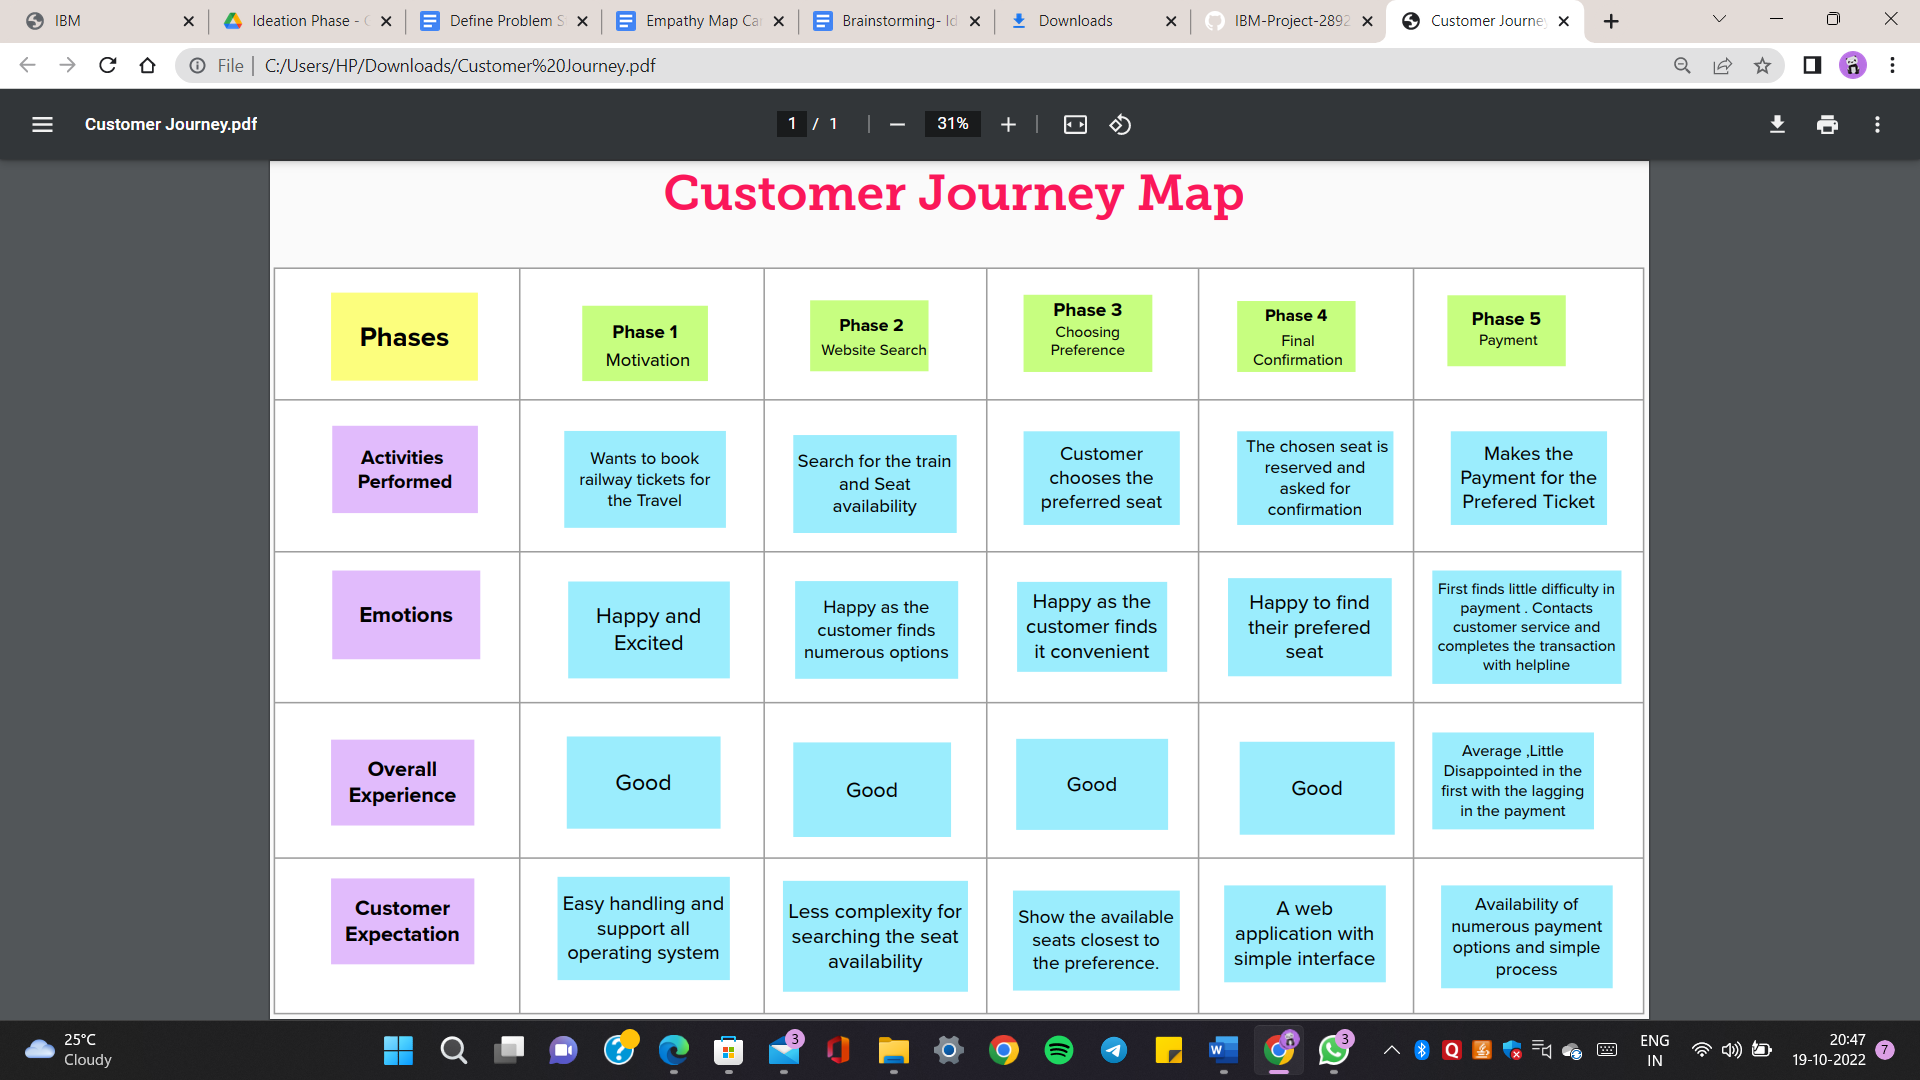 IBM
Ideation Phase - C
Define Problem S
Empathy Map Ca
Brainstorming- Id
Downloads
IBM-Project-2892
Customer Journe
File
C:/Users/HP/Downloads/Customer%20Journey.pdf
Customer Journey.pdf
1 / 1
31%
Customer Journey Map
Phases
Phase 1
Motivation
Phase 2
Website Search
Phase 3
Choosing
Preference
Phase 4
Final
Confirmation
Phase 5
Payment
Activities
Performed
Wants to book
railway tickets for
the Travel
Search for the train
and Seat
availability
Customer
chooses the
preferred seat
The chosen seat is
reserved and
asked for
confirmation
Makes the
Payment for the
Prefered Ticket
Emotions
Happy and
Excited
Happy as the
customer finds
numerous options
Happy as the
customer finds
it convenient
Happy to find
their prefered
seat
First finds little difficulty in
payment . Contacts
customer service and
completes the transaction
with helpline
Overall
Experience
Good
Good
Good
Good
Average ,Little
Disappointed in the
first with the lagging
in the payment
Customer
Expectation
Easy handling and
support all
operating system
Less complexity for
searching the seat
availability
Show the available
seats closest to
the preference.
A web
application with
simple interface
Availability of
numerous payment
options and simple
process
25°C
Cloudy
3
3
ENG
IN
20:47
19-10-2022
7